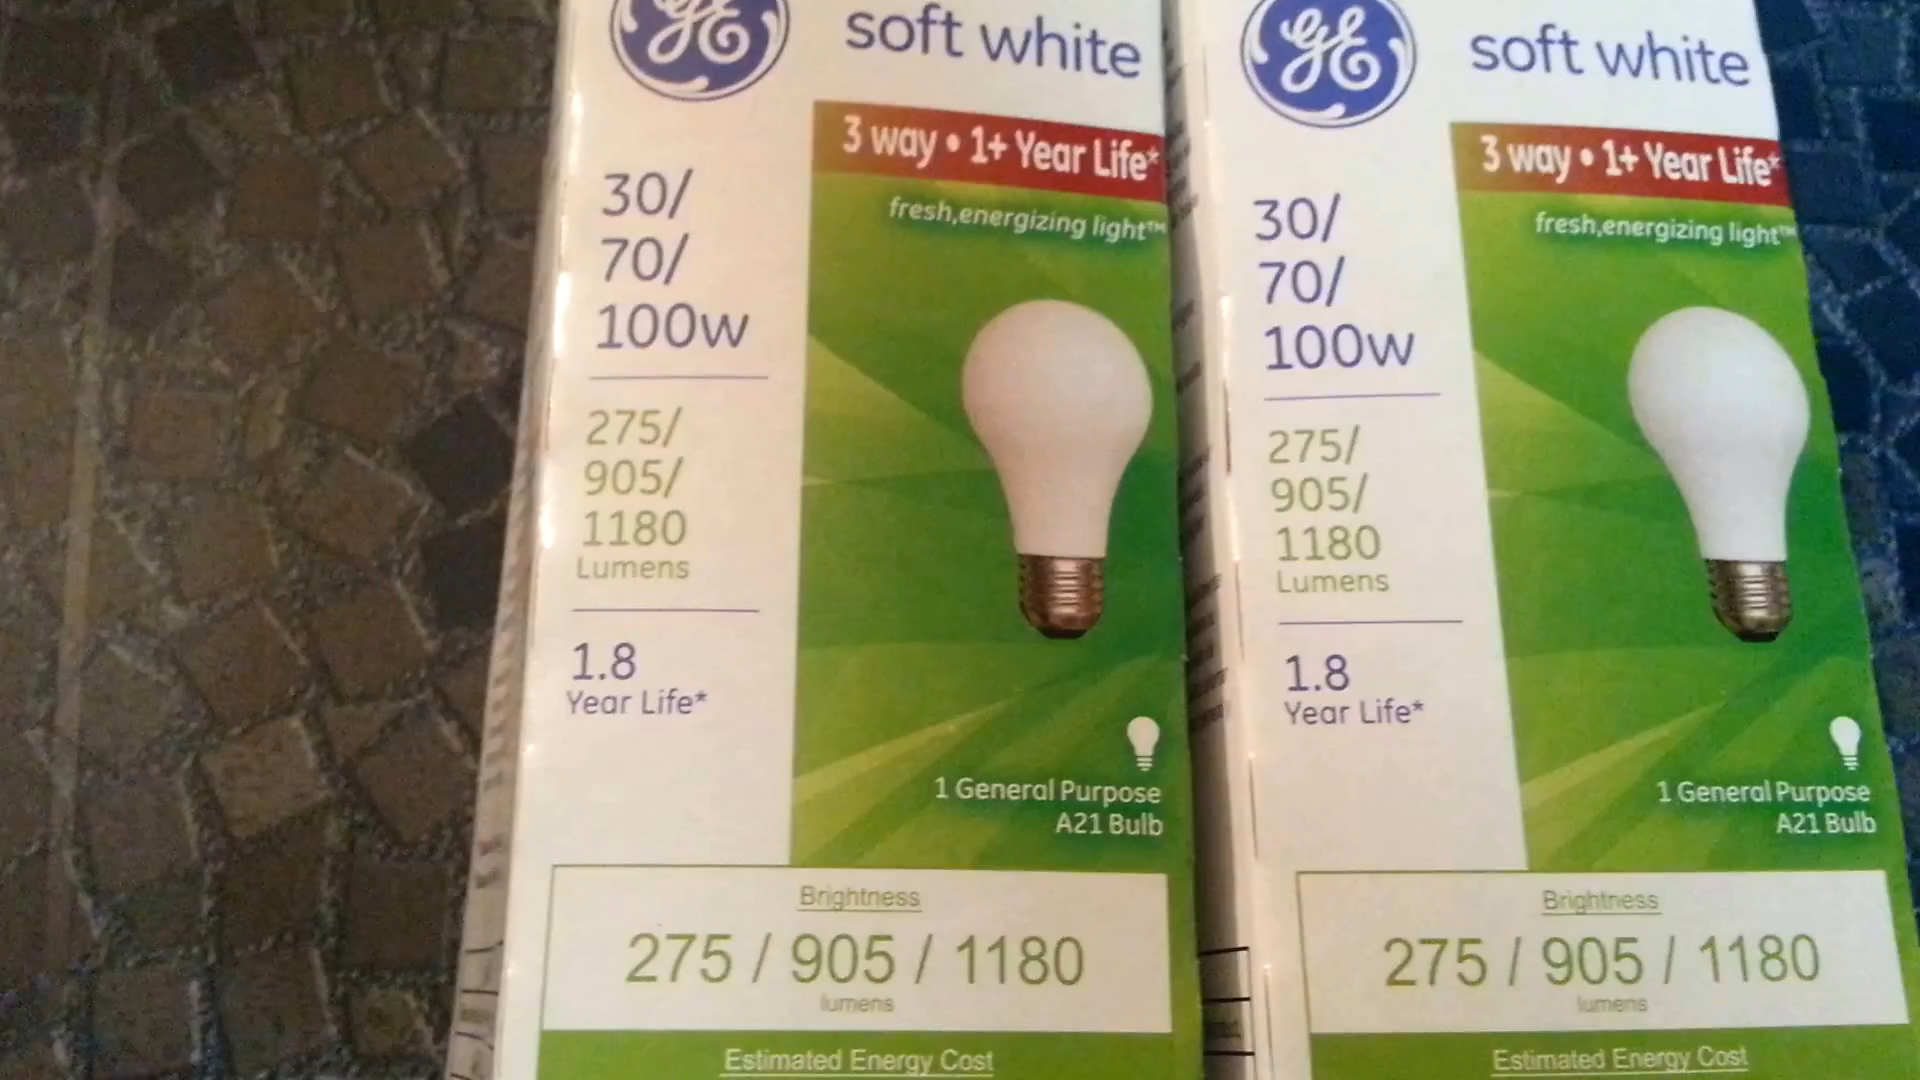 GE
soft white
3 way • 1+ Year Life*
fresh,energizing light™
30/
70/
100w
275/
905/
1180
Lumens
1.8
Year Life*
1 General Purpose
A21 Bulb
Brightness
275 / 905 / 1180
lumens
Estimated Energy Cost
GE
soft white
3 way • 1+ Year Life*
fresh,energizing light™
30/
70/
100w
275/
905/
1180
Lumens
1.8
Year Life*
1 General Purpose
A21 Bulb
Brightness
275 / 905 / 1180
lumens
Estimated Energy Cost